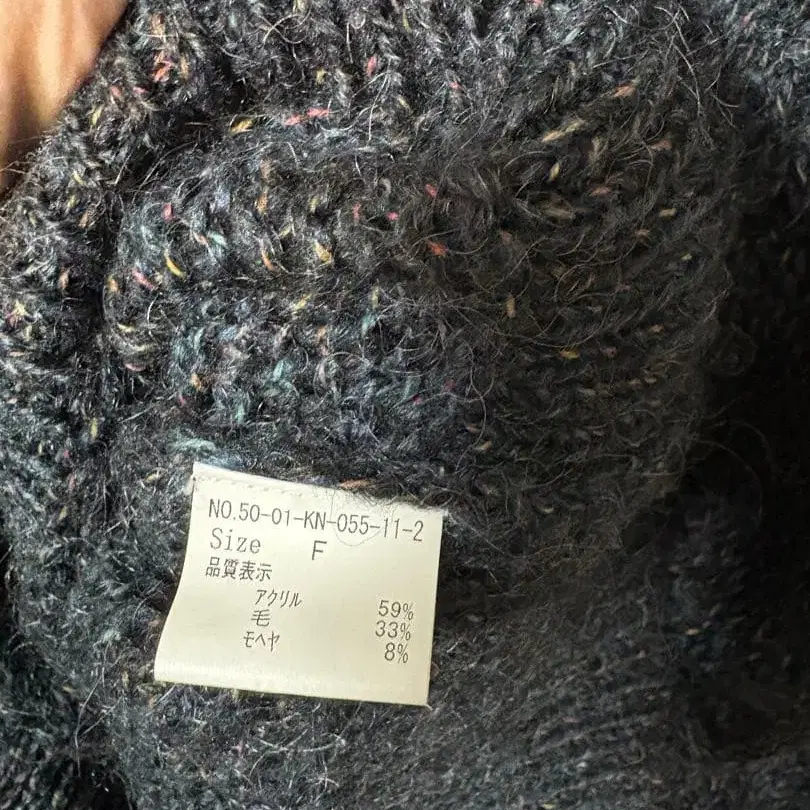 NO.50-01-KN-055-11-2
Size F
品質表示
アクリル 59%
毛 33%
モヘヤ 8%